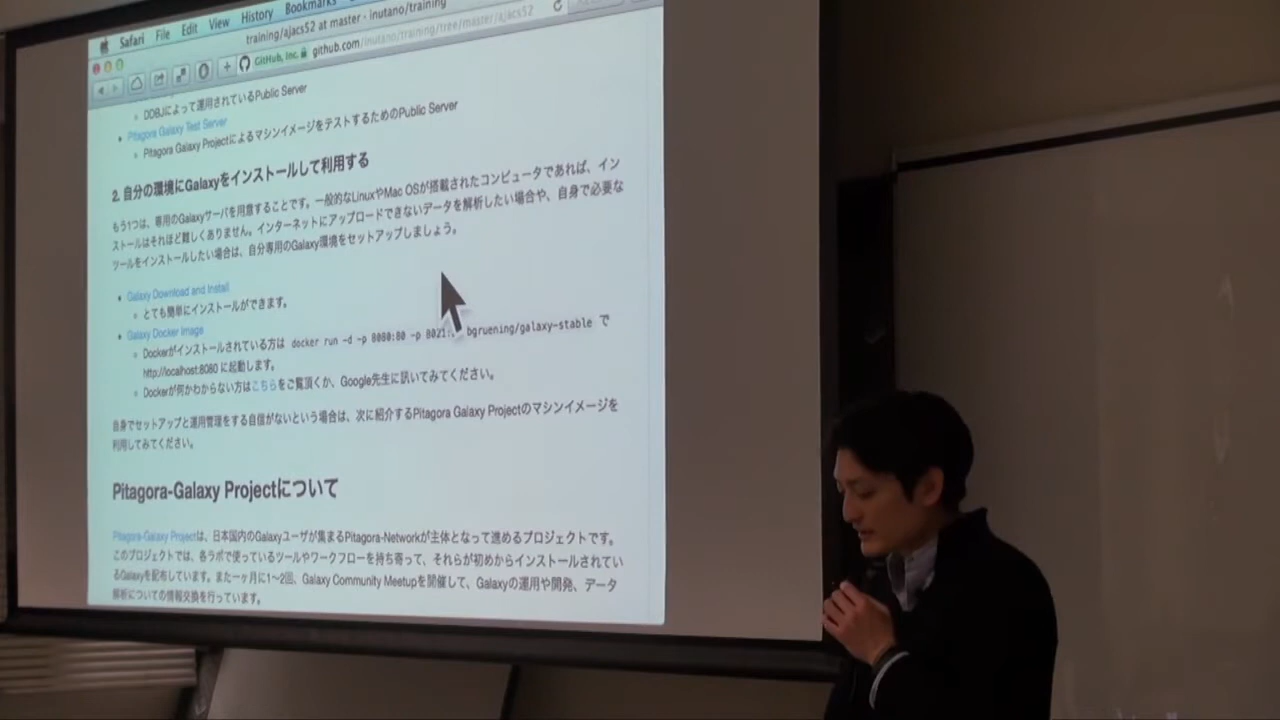 Safari File Edit View History Bookmarks
training/ajacs52 at master · inutano/training
GitHub, Inc. github.com/inutano/training/tree/master/ajacs52
DDBJによって運用されているPublic Server
Pitagora Galaxy Test Server
Pitagora Galaxy Projectによるマシンイメージをテストするための Public Server
2. 自分の環境にGalaxyをインストールして利用する
もう1つは、専用のGalaxyサーバを用意することです。一般的なLinuxやMac OSが搭載されたコンピュータであれば、イン
ストールはそれほど難しくありません。インターネットにアップロードできないデータを解析したい場合や、自身で必要な
ツールをインストールしたい場合は、自分専用のGalaxy環境をセットアップしましょう。
Galaxy Download and Install
とても簡単にインストールができます。
Galaxy Docker Image
Dockerがインストールされている方は docker run -d -p 8080:80 -p 8021: bgruening/galaxy-stable で
http://localhost:8080 に起動します。
Dockerが何かわからない方はこちらをご覧頂くか、Google先生に訊いてみてください。
自身でセットアップと運用管理をする自信がないという場合は、次に紹介するPitagora Galaxy Projectのマシンイメージを
利用してみてください。
Pitagora-Galaxy Projectについて
Pitagora-Galaxy Projectは、日本国内のGalaxyユーザが集まるPitagora-Networkが主体となって進めるプロジェクトです。
このプロジェクトでは、各ラボで使っているツールやワークフローを持ち寄って、それらが初めからインストールされてい
るGalaxyを配布しています。また一ヶ月に1〜2回、Galaxy Community Meetupを開催して、Galaxyの運用や開発、データ
解析についての情報交換を行っています。